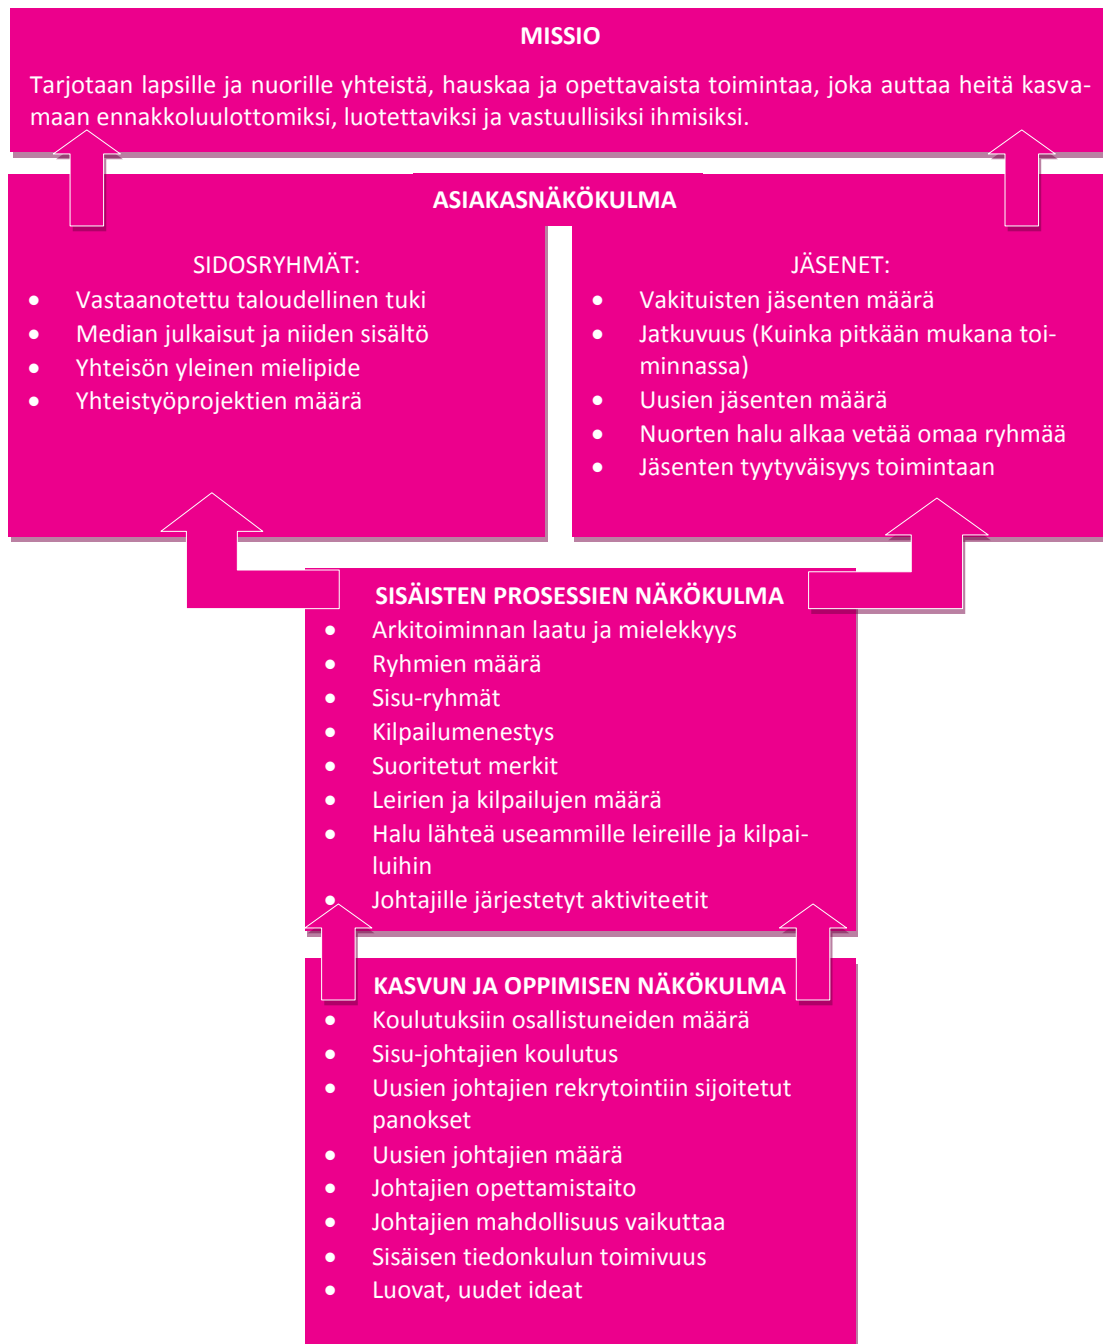 MISSIO
Tarjotaan lapsille ja nuorille yhteistä, hauskaa ja opettavaista toimintaa, joka auttaa heitä kasva-
maan ennakkoluulottomiksi, luotettaviksi ja vastuullisiksi ihmisiksi.
ASIAKASNÄKÖKULMA
SIDOSRYHMÄT:
• Vastaanotettu taloudellinen tuki
• Median julkaisut ja niiden sisältö
• Yhteisön yleinen mielipide
• Yhteistyöprojektien määrä
JÄSENET:
• Vakituisten jäsenten määrä
• Jatkuvuus (Kuinka pitkään mukana toi-
minnassa)
• Uusien jäsenten määrä
• Nuorten halu alkaa vetää omaa ryhmää
• Jäsenten tyytyväisyys toimintaan
SISÄISTEN PROSESSIEN NÄKÖKULMA
• Arkitoiminnan laatu ja mielekkyys
• Ryhmien määrä
• Sisu-ryhmät
• Kilpailumenestys
• Suoritetut merkit
• Leirien ja kilpailujen määrä
• Halu lähteä useammille leireille ja kilpai-
luihin
• Johtajille järjestetyt aktiviteetit
KASVUN JA OPPIMISEN NÄKÖKULMA
• Koulutuksiin osallistuneiden määrä
• Sisu-johtajien koulutus
• Uusien johtajien rekrytointiin sijoitetut
panokset
• Uusien johtajien määrä
• Johtajien opettamistaito
• Johtajien mahdollisuus vaikuttaa
• Sisäisen tiedonkulun toimivuus
• Luovat, uudet ideat